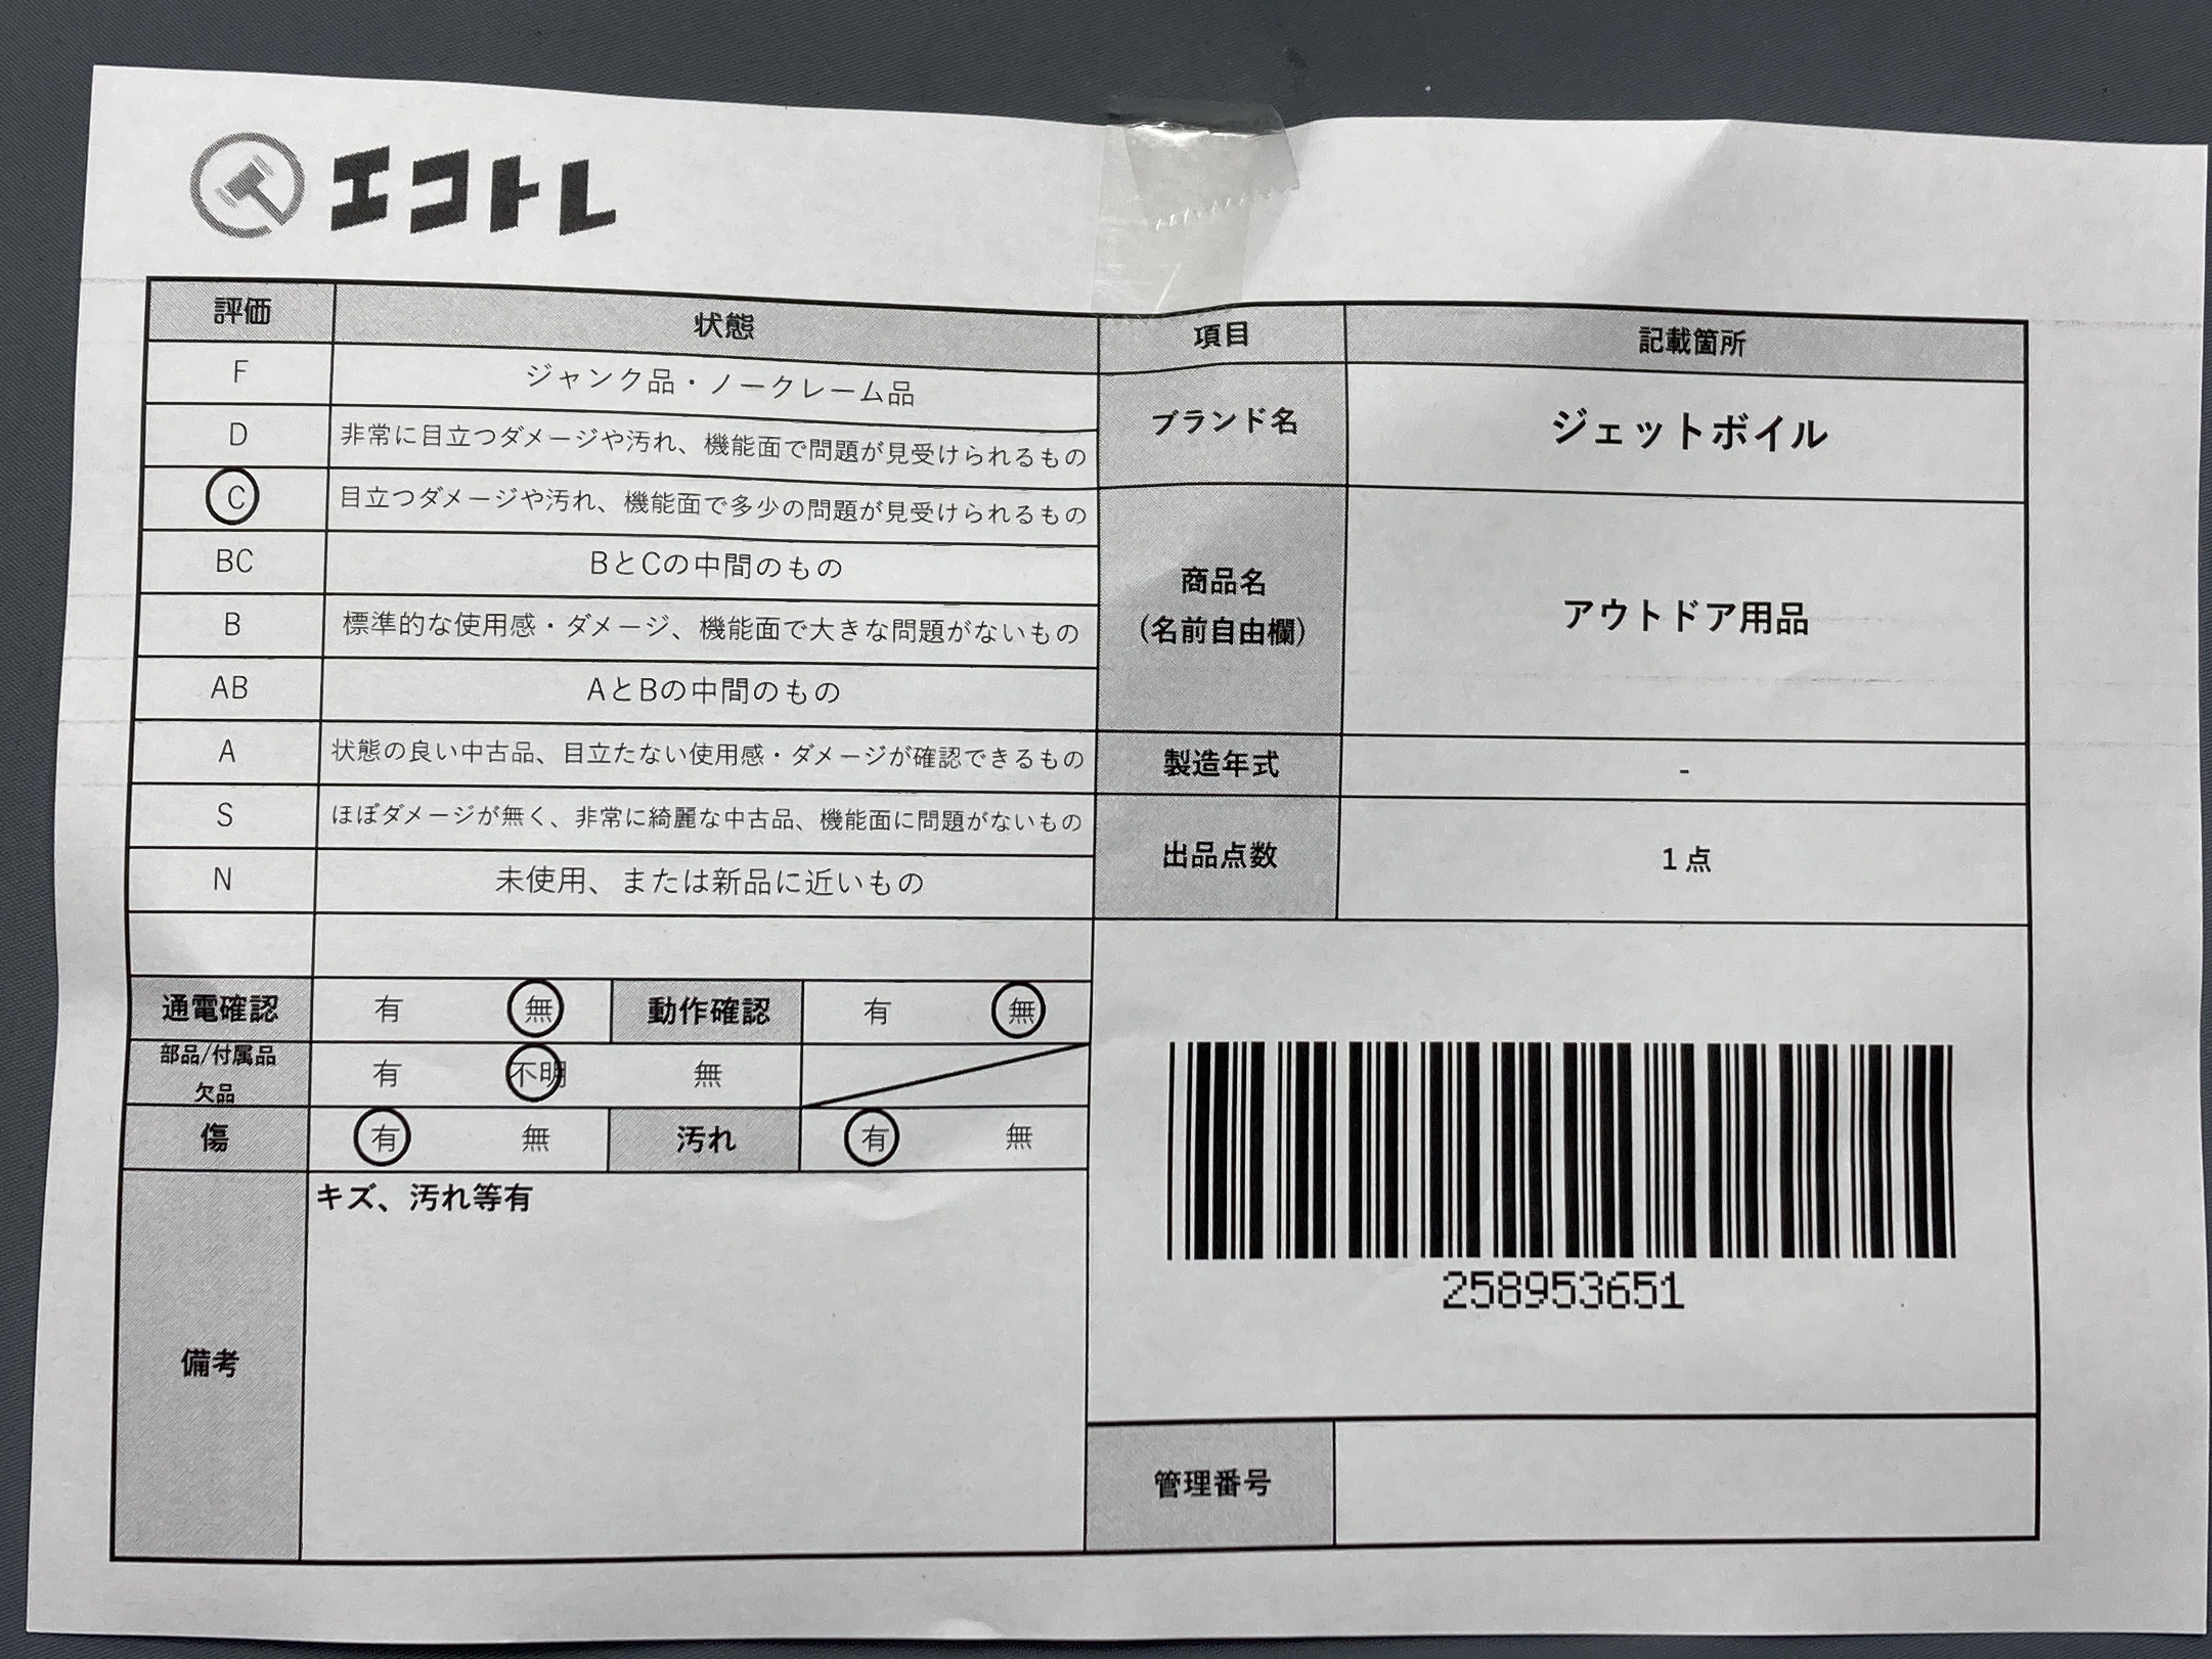 エコトレ
評価 状態 項目 記載箇所
F ジャンク品・ノークレーム品
D 非常に目立つダメージや汚れ、機能面で問題が見受けられるもの
ブランド名 ジェットボイル
C 目立つダメージや汚れ、機能面で多少の問題が見受けられるもの
BC BとCの中間のもの
商品名
(名前自由欄)
アウトドア用品
B 標準的な使用感・ダメージ、機能面で大きな問題がないもの
AB AとBの中間のもの
A 状態の良い中古品、目立たない使用感・ダメージが確認できるもの
製造年式 -
S ほぼダメージが無く、非常に綺麗な中古品、機能面に問題がないもの
出品点数 1点
N 未使用、または新品に近いもの
通電確認 有 無 動作確認 有 無
部品/付属品
欠品
有 不明 無
傷 有 無 汚れ 有 無
備考
キズ、汚れ等有
258953651
管理番号